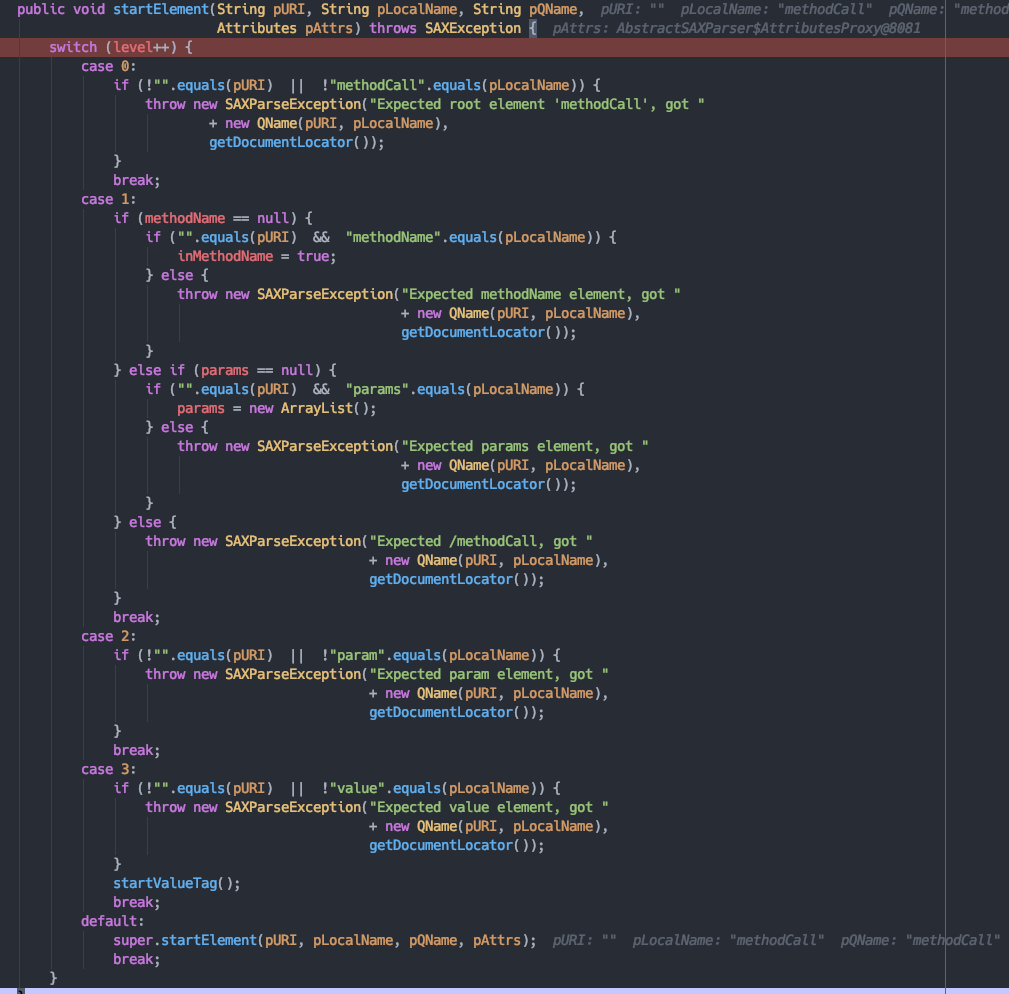 public void startElement(String pURI, String pLocalName, String pQName,  pURI: ""  pLocalName: "methodCall"  pQName: "method
Attributes pAttrs) throws SAXException {  pAttrs: AbstractSAXParser$AttributesProxy@8081
switch (level++) {
case 0:
if (!"".equals(pURI)  ||  !"methodCall".equals(pLocalName)) {
throw new SAXParseException("Expected root element 'methodCall', got "
+ new QName(pURI, pLocalName),
getDocumentLocator());
}
break;
case 1:
if (methodName == null) {
if ("".equals(pURI)  &&  "methodName".equals(pLocalName)) {
inMethodName = true;
} else {
throw new SAXParseException("Expected methodName element, got "
+ new QName(pURI, pLocalName),
getDocumentLocator());
}
} else if (params == null) {
if ("".equals(pURI)  &&  "params".equals(pLocalName)) {
params = new ArrayList();
} else {
throw new SAXParseException("Expected params element, got "
+ new QName(pURI, pLocalName),
getDocumentLocator());
}
} else {
throw new SAXParseException("Expected /methodCall, got "
+ new QName(pURI, pLocalName),
getDocumentLocator());
}
break;
case 2:
if (!"".equals(pURI)  ||  !"param".equals(pLocalName)) {
throw new SAXParseException("Expected param element, got "
+ new QName(pURI, pLocalName),
getDocumentLocator());
}
break;
case 3:
if (!"".equals(pURI)  ||  !"value".equals(pLocalName)) {
throw new SAXParseException("Expected value element, got "
+ new QName(pURI, pLocalName),
getDocumentLocator());
}
startValueTag();
break;
default:
super.startElement(pURI, pLocalName, pQName, pAttrs);  pURI: ""  pLocalName: "methodCall"  pQName: "methodCall"
break;
}
}